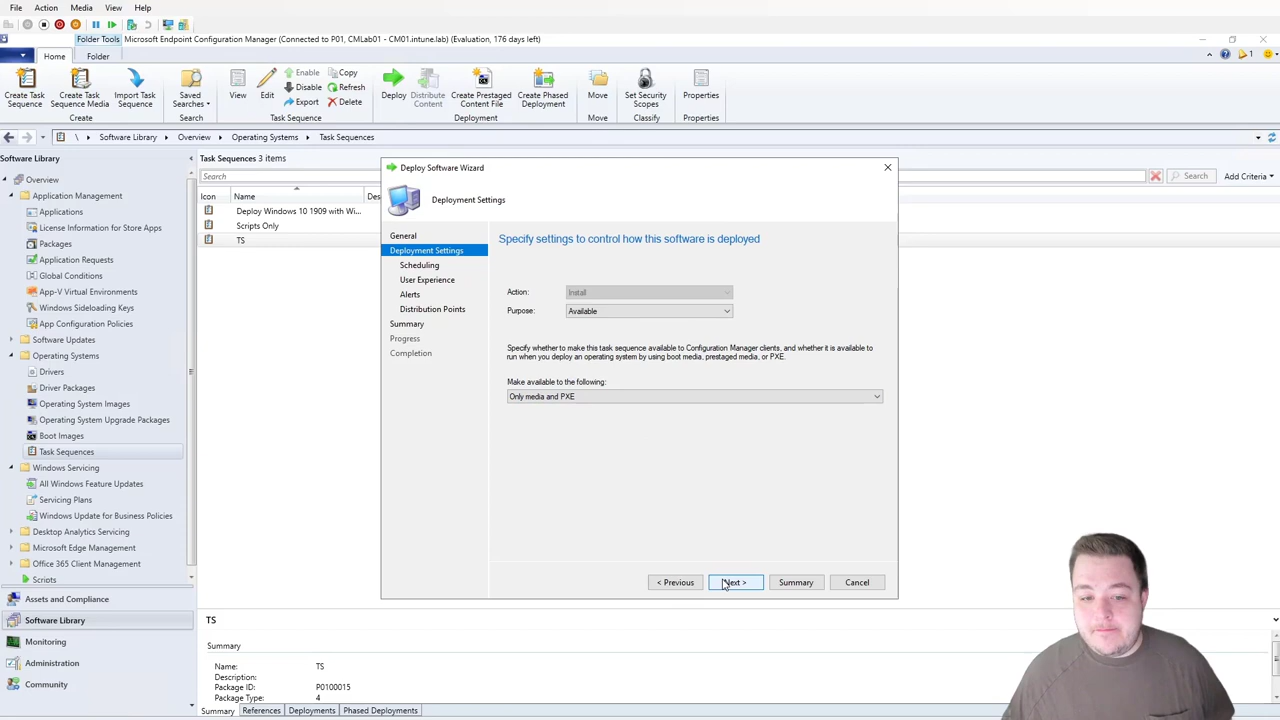 File Action Media View Help
Folder Tools Microsoft Endpoint Configuration Manager (Connected to P01, CMLab01 - CM01.intune.lab) (Evaluation, 176 days left)
Home Folder
Create Task Sequence
Create Task Sequence Media
Import Task Sequence
Create
Saved Searches
Search
View
Edit
Enable
Disable
Export
Copy
Refresh
Delete
Task Sequence
Deploy
Distribute Content
Create Prestaged Content File
Create Phased Deployment
Deployment
Move
Move
Set Security Scopes
Classify
Properties
Properties
\ Software Library Overview Operating Systems Task Sequences
Software Library
Overview
Application Management
Applications
License Information for Store Apps
Packages
Application Requests
Global Conditions
App-V Virtual Environments
Windows Sideloading Keys
App Configuration Policies
Software Updates
Operating Systems
Drivers
Driver Packages
Operating System Images
Operating System Upgrade Packages
Boot Images
Task Sequences
Windows Servicing
All Windows Feature Updates
Servicing Plans
Windows Update for Business Policies
Desktop Analytics Servicing
Microsoft Edge Management
Office 365 Client Management
Scripts
Assets and Compliance
Software Library
Monitoring
Administration
Community
Task Sequences 3 items
Search
Search
Add Criteria
Icon Name Des
Deploy Windows 10 1909 with Wi...
Scripts Only
TS
Deploy Software Wizard
Deployment Settings
General
Deployment Settings
Scheduling
User Experience
Alerts
Distribution Points
Summary
Progress
Completion
Specify settings to control how this software is deployed
Action: Install
Purpose: Available
Specify whether to make this task sequence available to Configuration Manager clients, and whether it is available to
run when you deploy an operating system by using boot media, prestaged media, or PXE.
Make available to the following:
Only media and PXE
< Previous Next > Summary Cancel
TS
Summary
Name: TS
Description:
Package ID: P0100015
Package Type: 4
Summary References Deployments Phased Deployments